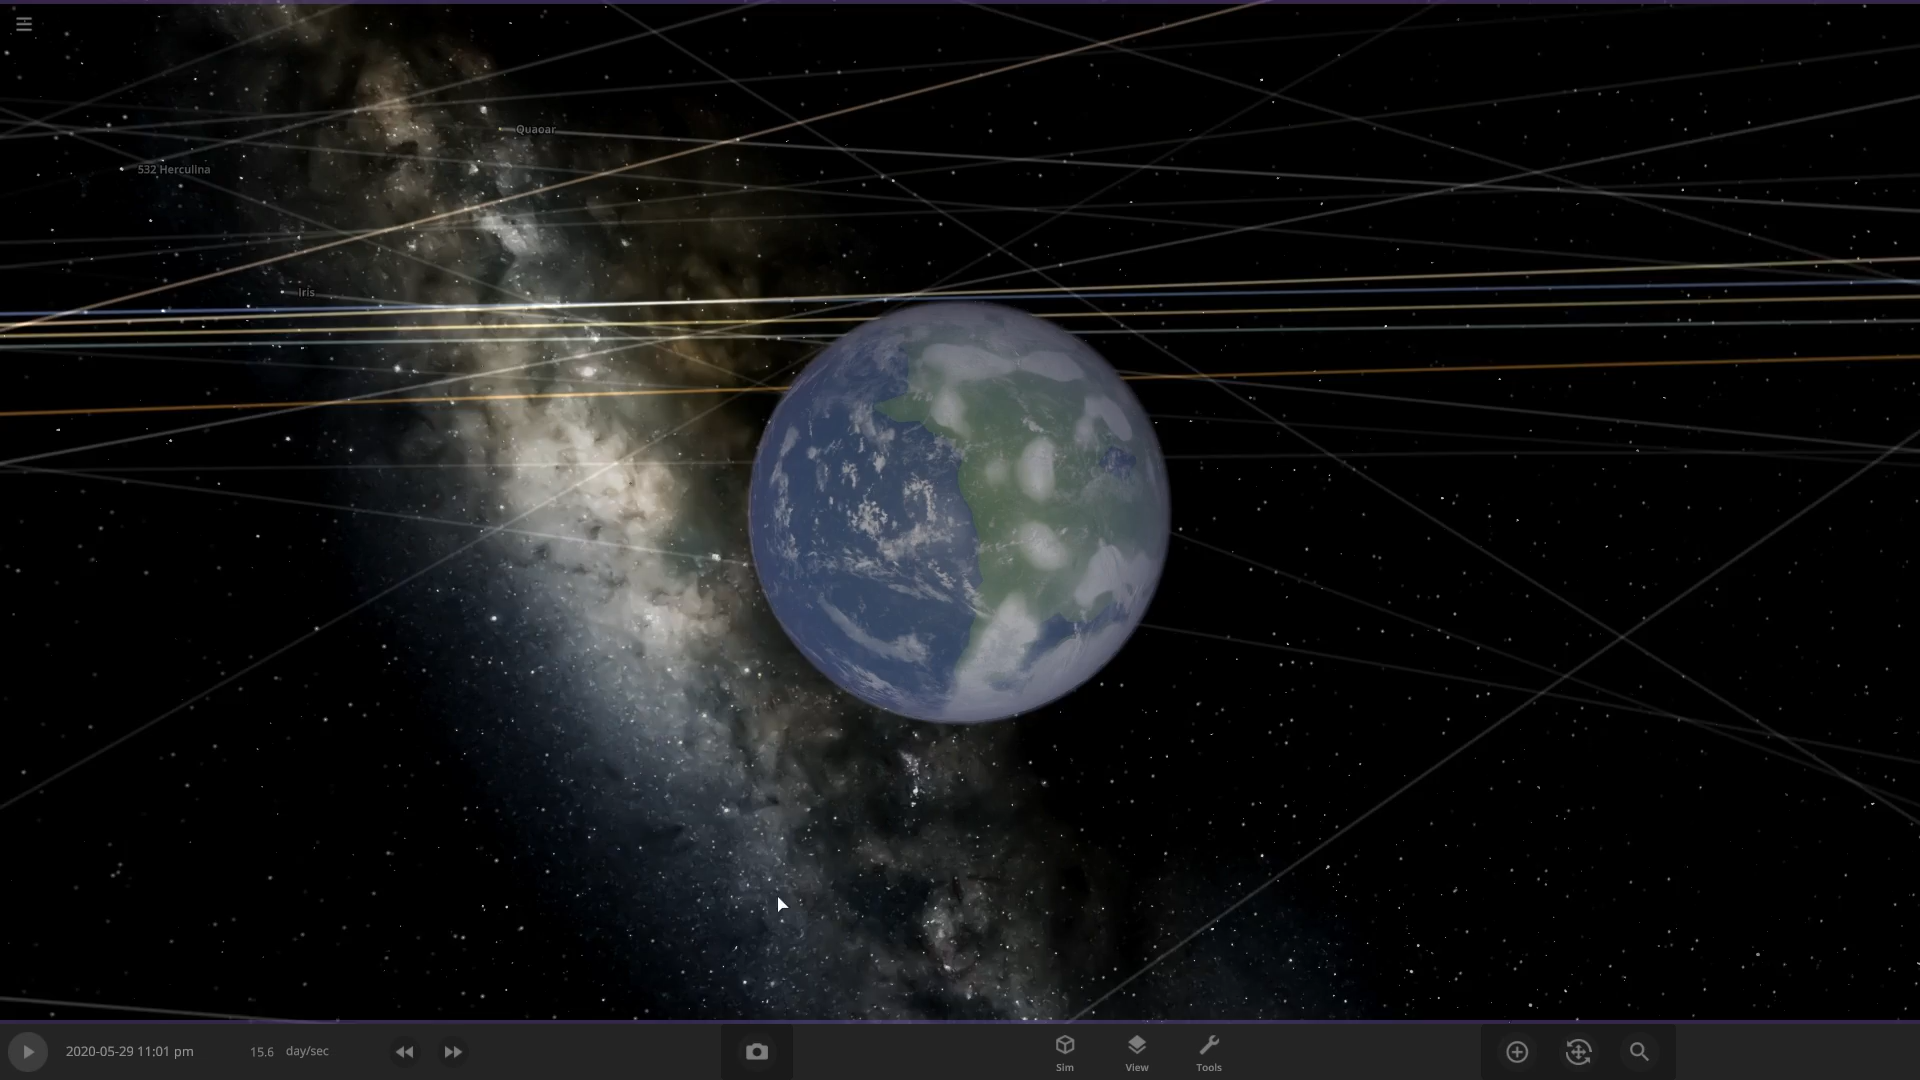 Quaoar
532 Herculina
Iris
2020-05-29 11:01 pm
15.6 day/sec
Sim
View
Tools